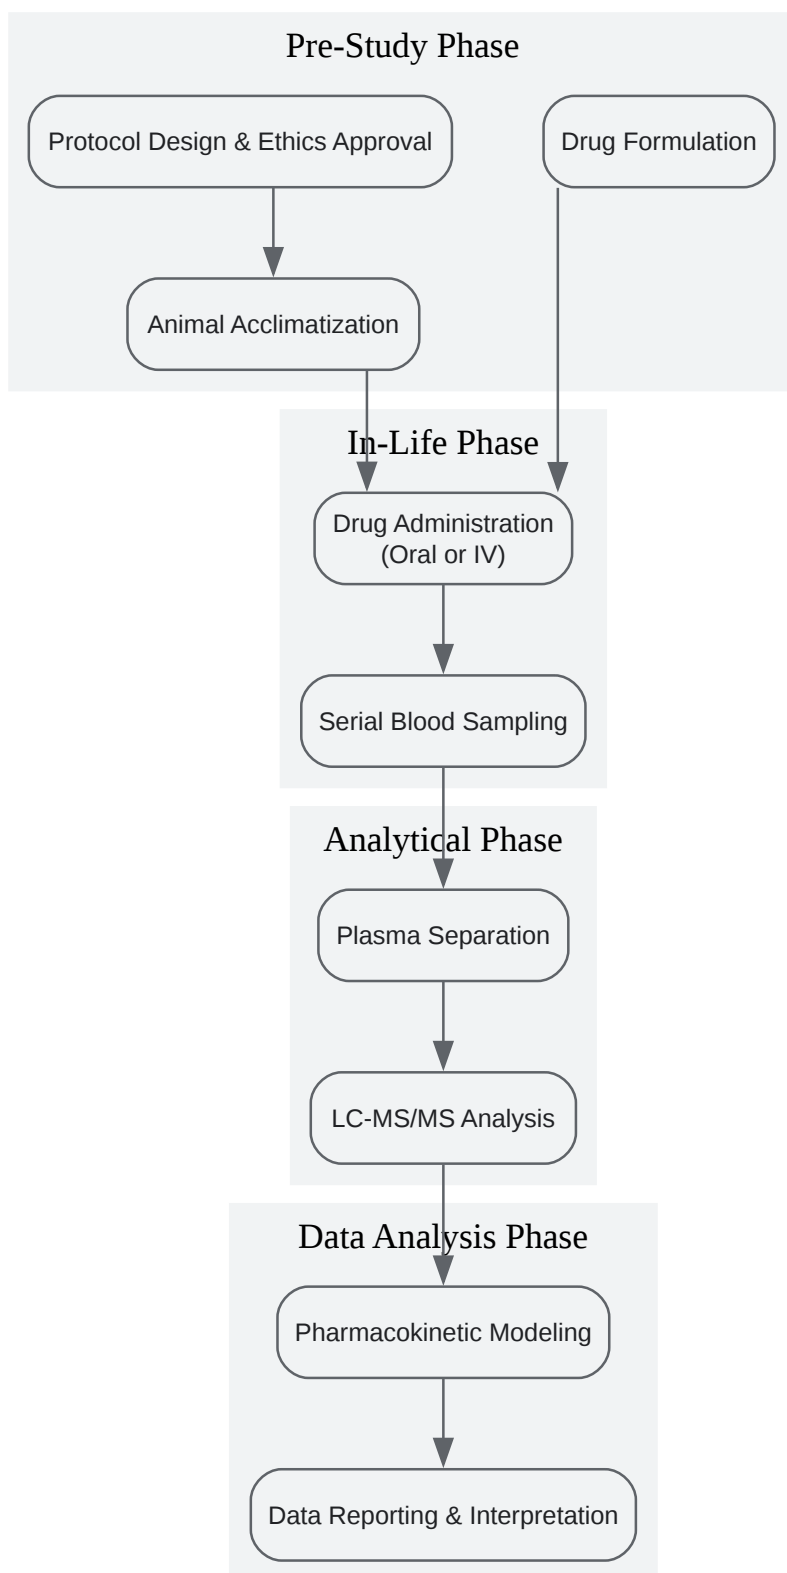 Pre-Study Phase
Protocol Design & Ethics Approval
Drug Formulation
Animal Acclimatization
In-Life Phase
Drug Administration
(Oral or IV)
Serial Blood Sampling
Analytical Phase
Plasma Separation
LC-MS/MS Analysis
Data Analysis Phase
Pharmacokinetic Modeling
Data Reporting & Interpretation